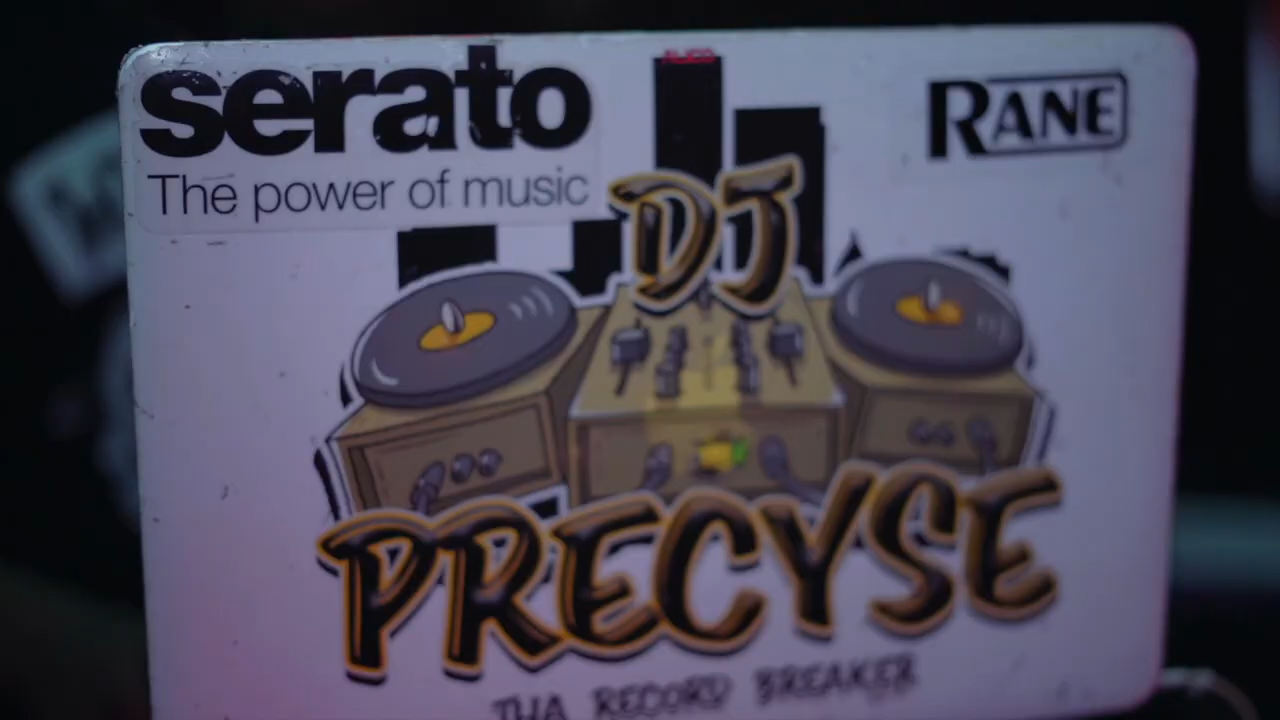 serato
The power of music
RANE
DJ
PRECYSE
THA RECORD BREAKER